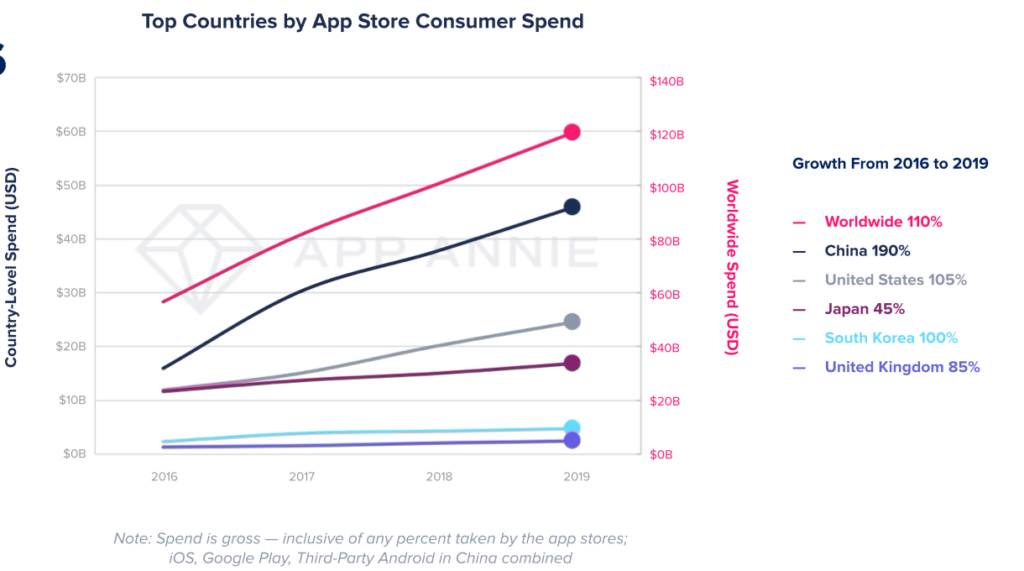 Top Countries by App Store Consumer Spend
Country-Level Spend (USD)
$70B
$60B
$50B
$40B
$30B
$20B
$10B
$0B
APP ANNIE
$140B
$120B
$100B
$80B
$60B
$40B
$20B
$0B
Worldwide Spend (USD)
2016 2017 2018 2019
Growth From 2016 to 2019
Worldwide 110%
China 190%
United States 105%
Japan 45%
South Korea 100%
United Kingdom 85%
Note: Spend is gross — inclusive of any percent taken by the app stores;
iOS, Google Play, Third-Party Android in China combined